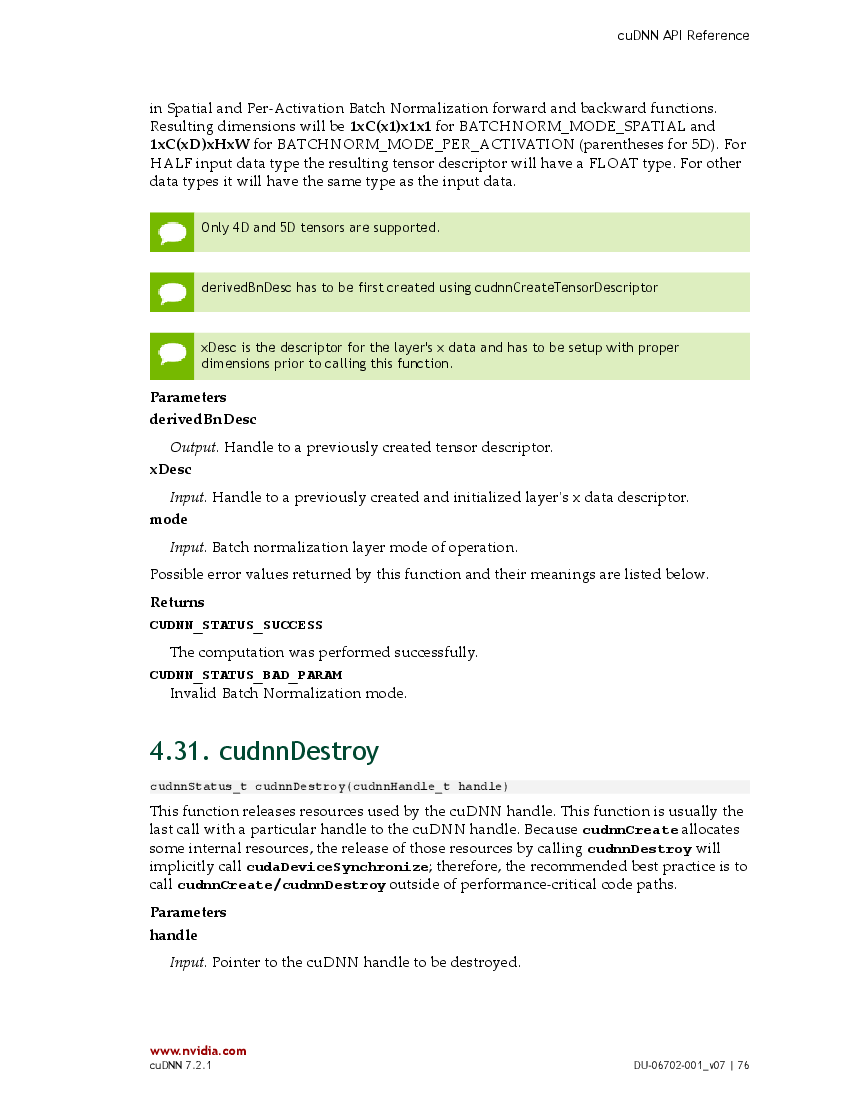 cuDNN API Reference
in Spatial and Per-Activation Batch Normalization forward and backward functions.
Resulting dimensions will be 1xC(x1)x1x1 for BATCHNORM_MODE_SPATIAL and
1xC(xD)xHxW for BATCHNORM_MODE_PER_ACTIVATION (parentheses for 5D). For
HALF input data type the resulting tensor descriptor will have a FLOAT type. For other
data types it will have the same type as the input data.
Only 4D and 5D tensors are supported.
derivedBnDesc has to be first created using cudnnCreateTensorDescriptor
xDesc is the descriptor for the layer's x data and has to be setup with proper
dimensions prior to calling this function.
Parameters
derivedBnDesc
Output. Handle to a previously created tensor descriptor.
xDesc
Input. Handle to a previously created and initialized layer's x data descriptor.
mode
Input. Batch normalization layer mode of operation.
Possible error values returned by this function and their meanings are listed below.
Returns
CUDNN_STATUS_SUCCESS
The computation was performed successfully.
CUDNN_STATUS_BAD_PARAM
Invalid Batch Normalization mode.
4.31. cudnnDestroy
cudnnStatus_t cudnnDestroy(cudnnHandle_t handle)
This function releases resources used by the cuDNN handle. This function is usually the
last call with a particular handle to the cuDNN handle. Because cudnnCreate allocates
some internal resources, the release of those resources by calling cudnnDestroy will
implicitly call cudaDeviceSynchronize; therefore, the recommended best practice is to
call cudnnCreate/cudnnDestroy outside of performance-critical code paths.
Parameters
handle
Input. Pointer to the cuDNN handle to be destroyed.
www.nvidia.com
cuDNN 7.2.1
DU-06702-001_v07 | 76